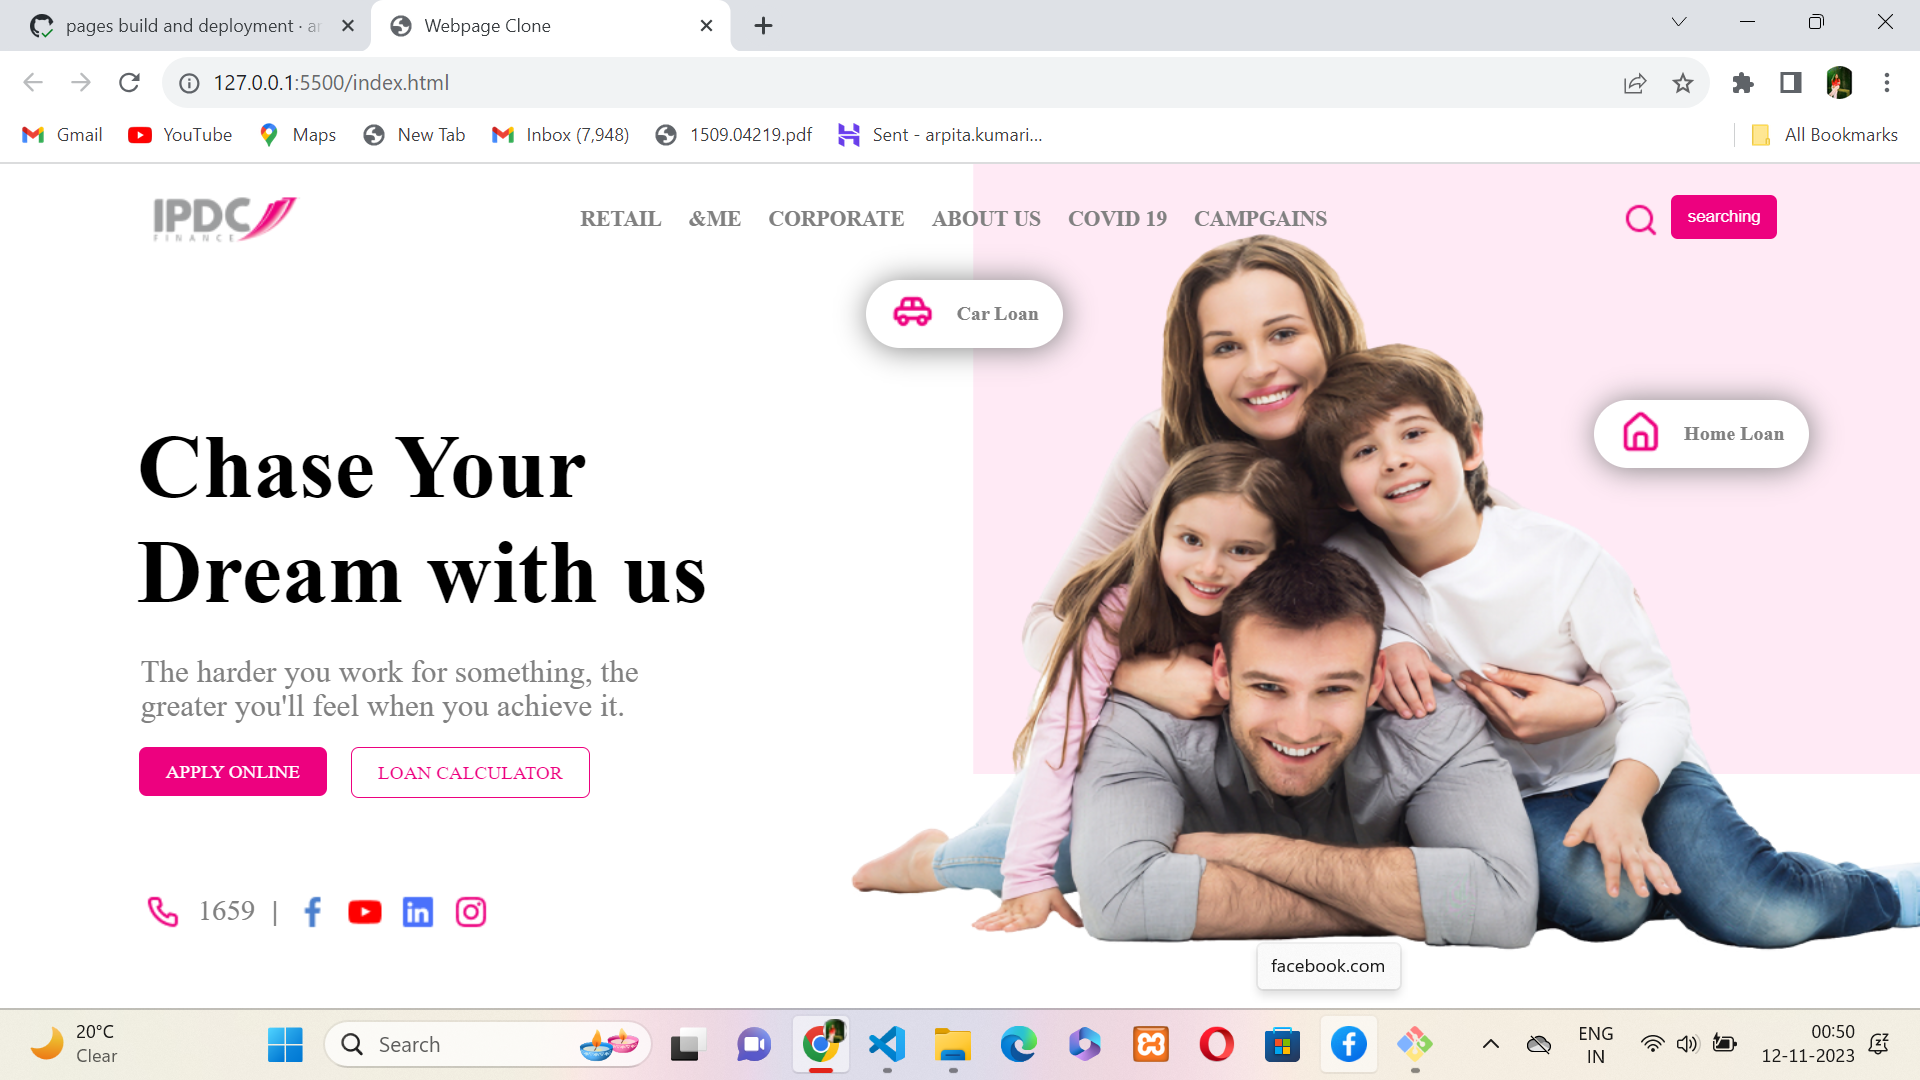 pages build and deployment · ar
Webpage Clone
127.0.0.1:5500/index.html
Gmail
YouTube
Maps
New Tab
Inbox (7,948)
1509.04219.pdf
Sent - arpita.kumari...
All Bookmarks
IPDC
FINANCE
RETAIL
&ME
CORPORATE
ABOUT US
COVID 19
CAMPGAINS
searching
Car Loan
Home Loan
Chase Your
Dream with us
The harder you work for something, the
greater you'll feel when you achieve it.
APPLY ONLINE
LOAN CALCULATOR
1659 |
facebook.com
20°C
Clear
Search
ENG
IN
00:50
12-11-2023